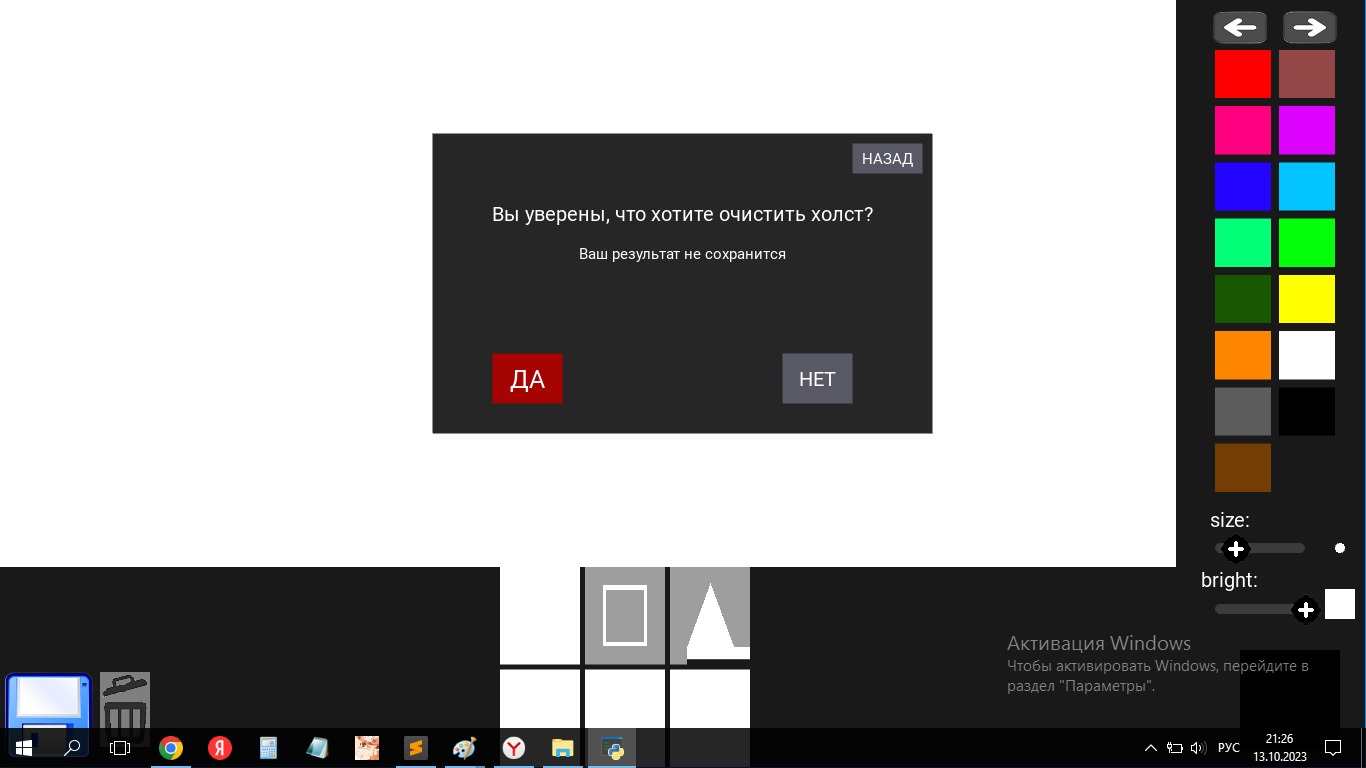 НАЗАД
Вы уверены, что хотите очистить холст?
Ваш результат не сохранится
ДА
НЕТ
size:
bright:
Активация Windows
Чтобы активировать Windows, перейдите в
раздел "Параметры".
Я
РУС
21:26
13.10.2023